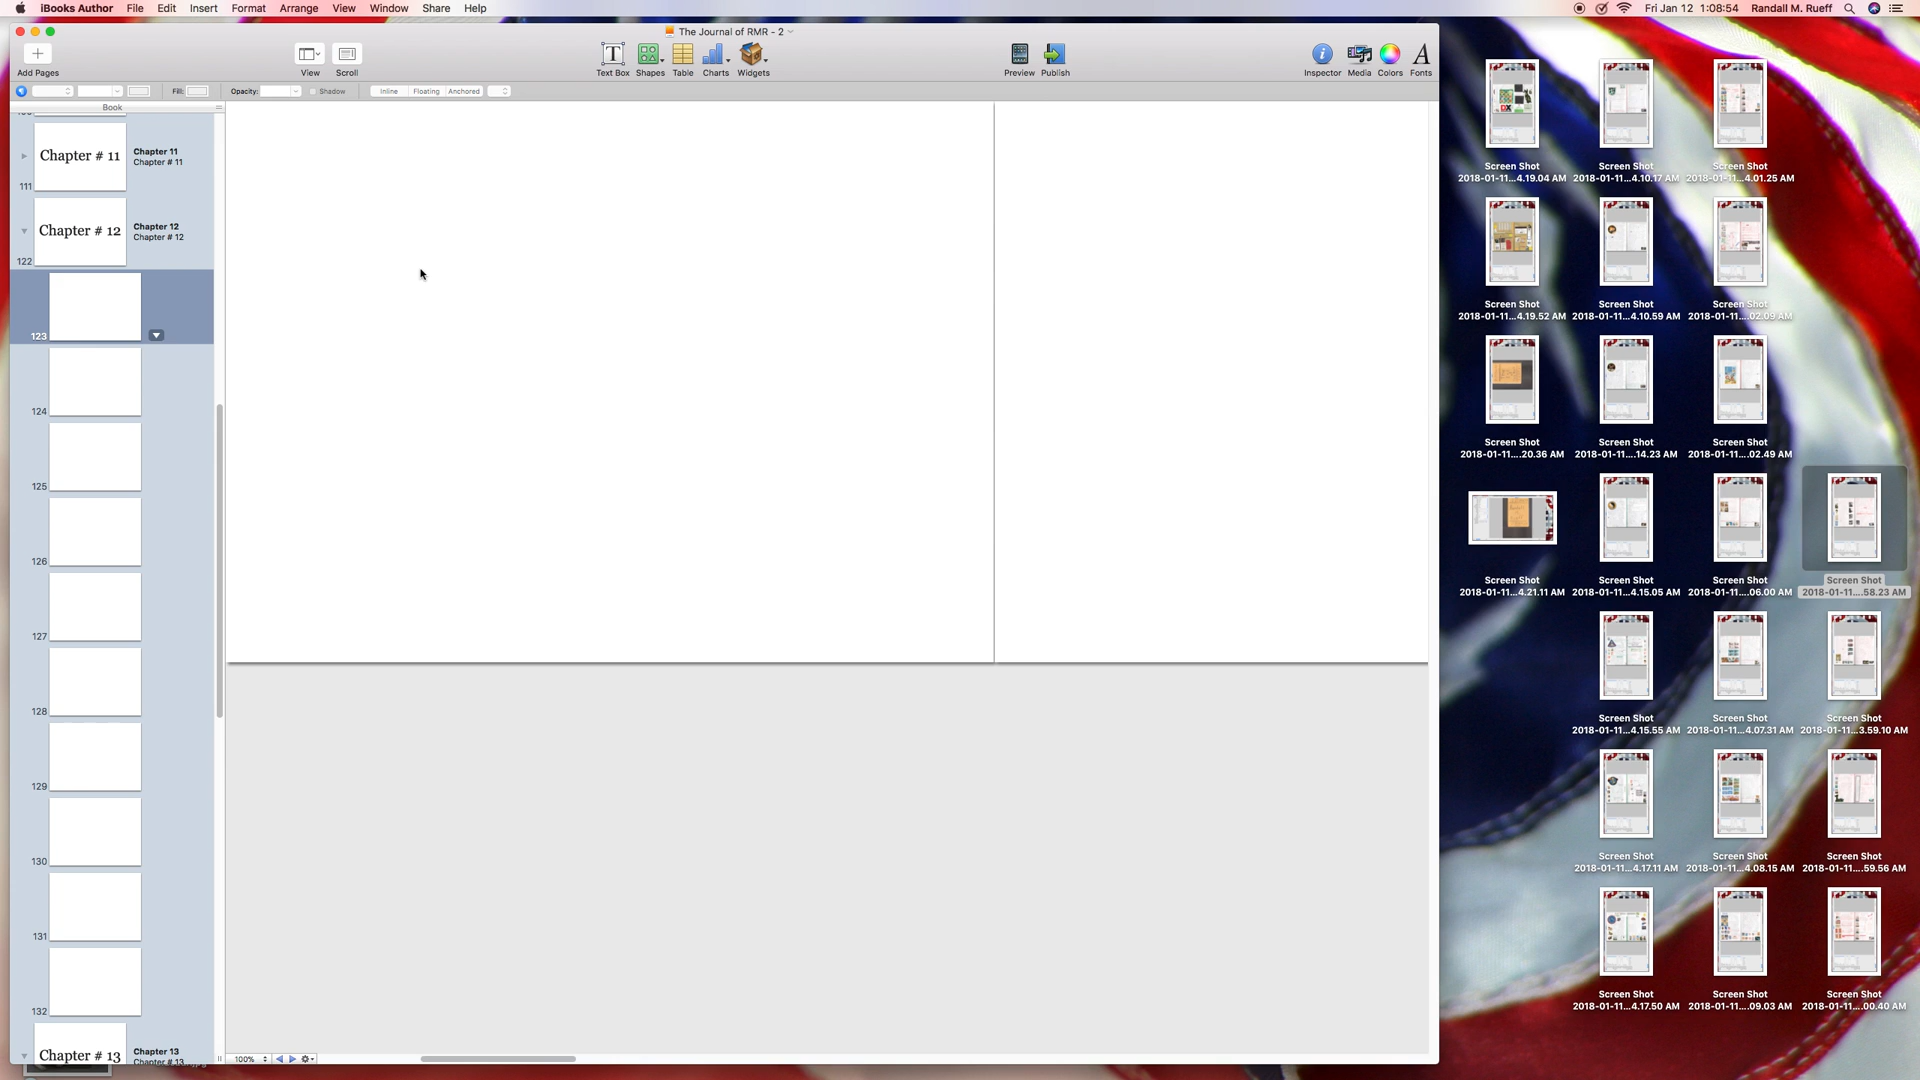 iBooks Author File Edit Insert Format Arrange View Window Share Help
Fri Jan 12 1:08:54 Randall M. Rueff
The Journal of RMR - 2
Add Pages View Scroll Text Box Shapes Table Charts Widgets Preview Publish Inspector Media Colors Fonts
Fill: Opacity: Shadow Inline Floating Anchored
Book
Chapter # 11
Chapter 11
Chapter # 11
111
Chapter # 12
Chapter 12
Chapter # 12
122
123
124
125
126
127
128
129
130
131
132
Chapter # 13
Chapter 13
Chapter # 13
100%
Screen Shot Screen Shot Screen Shot
2018-01-11...4.19.04 AM 2018-01-11...4.10.17 AM 2018-01-11...4.01.25 AM
Screen Shot Screen Shot Screen Shot
2018-01-11...4.19.52 AM 2018-01-11...4.10.59 AM 2018-01-11....02.09 AM
Screen Shot Screen Shot Screen Shot
2018-01-11....20.36 AM 2018-01-11....14.23 AM 2018-01-11....02.49 AM
Screen Shot Screen Shot Screen Shot Screen Shot
2018-01-11...4.21.11 AM 2018-01-11...4.15.05 AM 2018-01-11....06.00 AM 2018-01-11....58.23 AM
Screen Shot Screen Shot Screen Shot
2018-01-11...4.15.55 AM 2018-01-11...4.07.31 AM 2018-01-11...3.59.10 AM
Screen Shot Screen Shot Screen Shot
2018-01-11...4.17.11 AM 2018-01-11...4.08.15 AM 2018-01-11....59.56 AM
Screen Shot Screen Shot Screen Shot
2018-01-11...4.17.50 AM 2018-01-11....09.03 AM 2018-01-11....00.40 AM